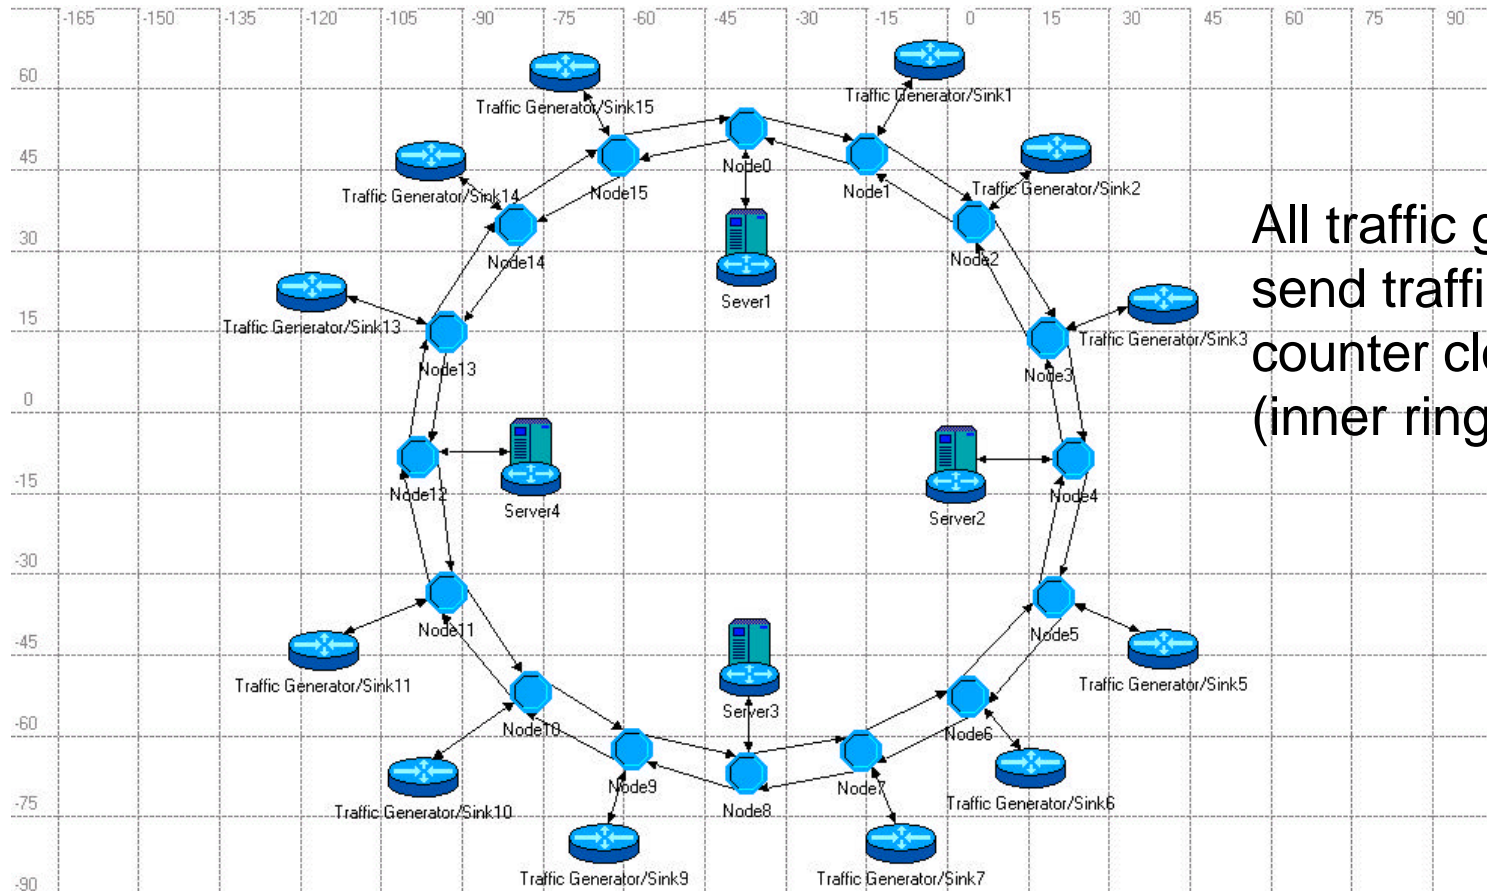 -165 -150 -135 -120 -105 -90 -75 -60 -45 -30 -15 0 15 30 45 60 75 90
60
45
30
15
0
-15
-30
-45
-60
-75
-90
Traffic Generator/Sink15
Traffic Generator/Sink1
Node0
Node1
Node15
Traffic Generator/Sink14
Traffic Generator/Sink2
Node14
Node2
Sever1
Traffic Generator/Sink13
Traffic Generator/Sink3
Node13
Node3
Node12
Server4
Server2
Node4
Node11
Node5
Traffic Generator/Sink11
Traffic Generator/Sink5
Server3
Node10
Node6
Node9
Node8
Node7
Traffic Generator/Sink10
Traffic Generator/Sink6
Traffic Generator/Sink9
Traffic Generator/Sink7
All traffic g
send traffi
counter clo
(inner ring